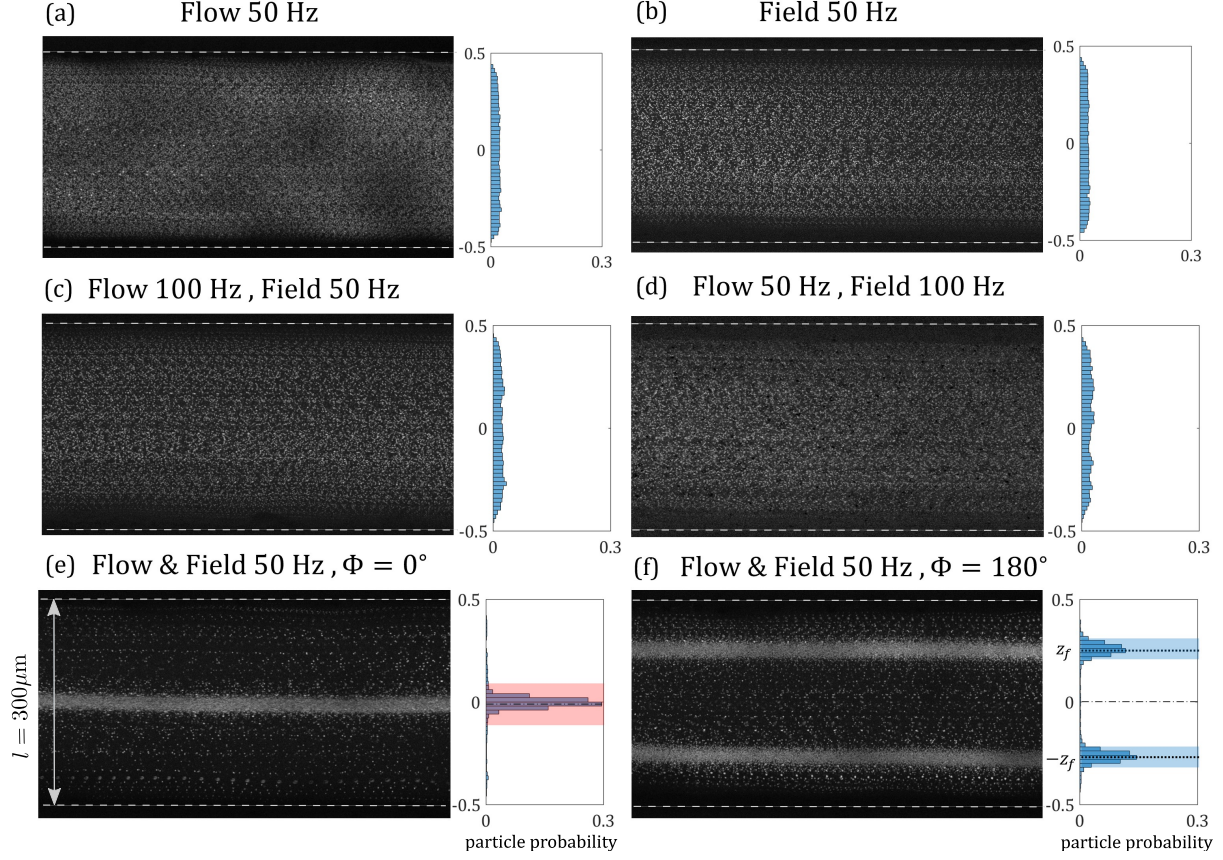 (a) Flow 50 Hz
0.5
0
-0.5
0 0.3
(b) Field 50 Hz
0.5
0
-0.5
0 0.3
(c) Flow 100 Hz , Field 50 Hz
0.5
0
-0.5
0 0.3
(d) Flow 50 Hz , Field 100 Hz
0.5
0
-0.5
0 0.3
(e) Flow & Field 50 Hz , Φ = 0°
l = 300μm
0.5
0
-0.5
0 0.3
particle probability
(f) Flow & Field 50 Hz , Φ = 180°
0.5
z_f
0
−z_f
-0.5
0 0.3
particle probability